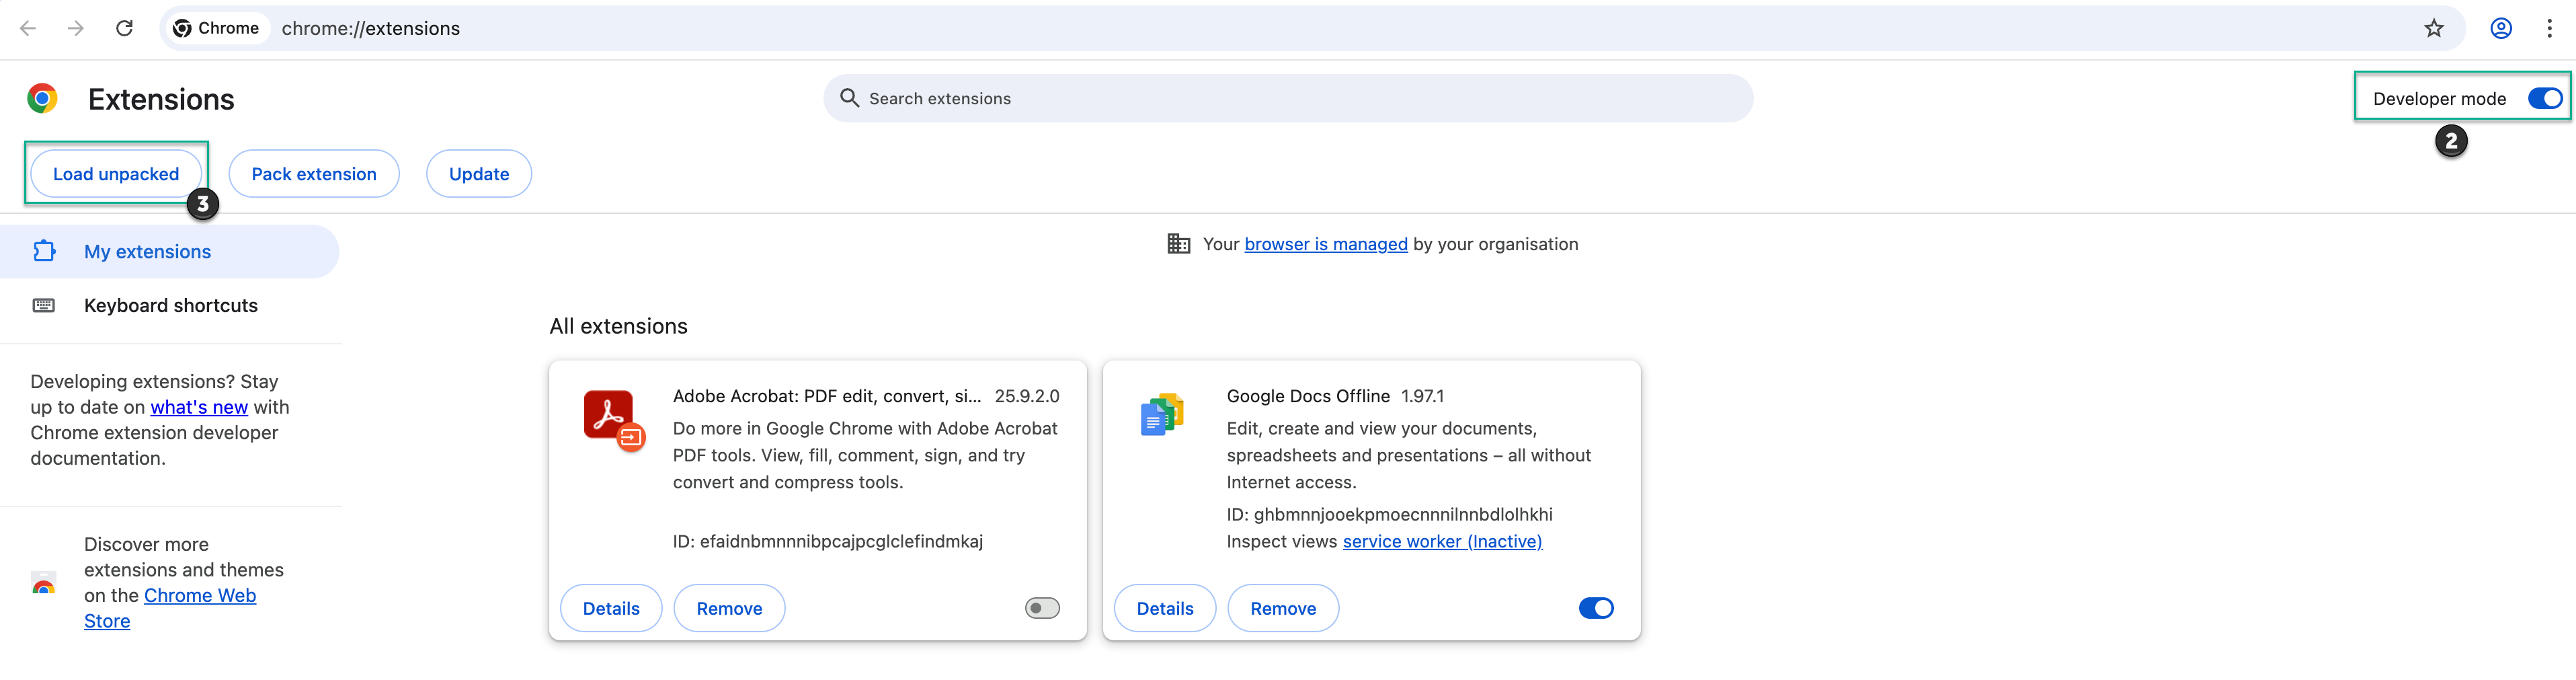 Chrome chrome://extensions
Extensions
Search extensions
Developer mode
2
Load unpacked
3
Pack extension
Update
My extensions
Keyboard shortcuts
Developing extensions? Stay
up to date on what's new with
Chrome extension developer
documentation.
Discover more
extensions and themes
on the Chrome Web
Store
Your browser is managed by your organisation
All extensions
Adobe Acrobat: PDF edit, convert, si... 25.9.2.0
Do more in Google Chrome with Adobe Acrobat
PDF tools. View, fill, comment, sign, and try
convert and compress tools.
ID: efaidnbmnnnibpcajpcglclefindmkaj
Details
Remove
Google Docs Offline 1.97.1
Edit, create and view your documents,
spreadsheets and presentations – all without
Internet access.
ID: ghbmnnjooekpmoecnnnilnnbdlolhkhi
Inspect views service worker (Inactive)
Details
Remove